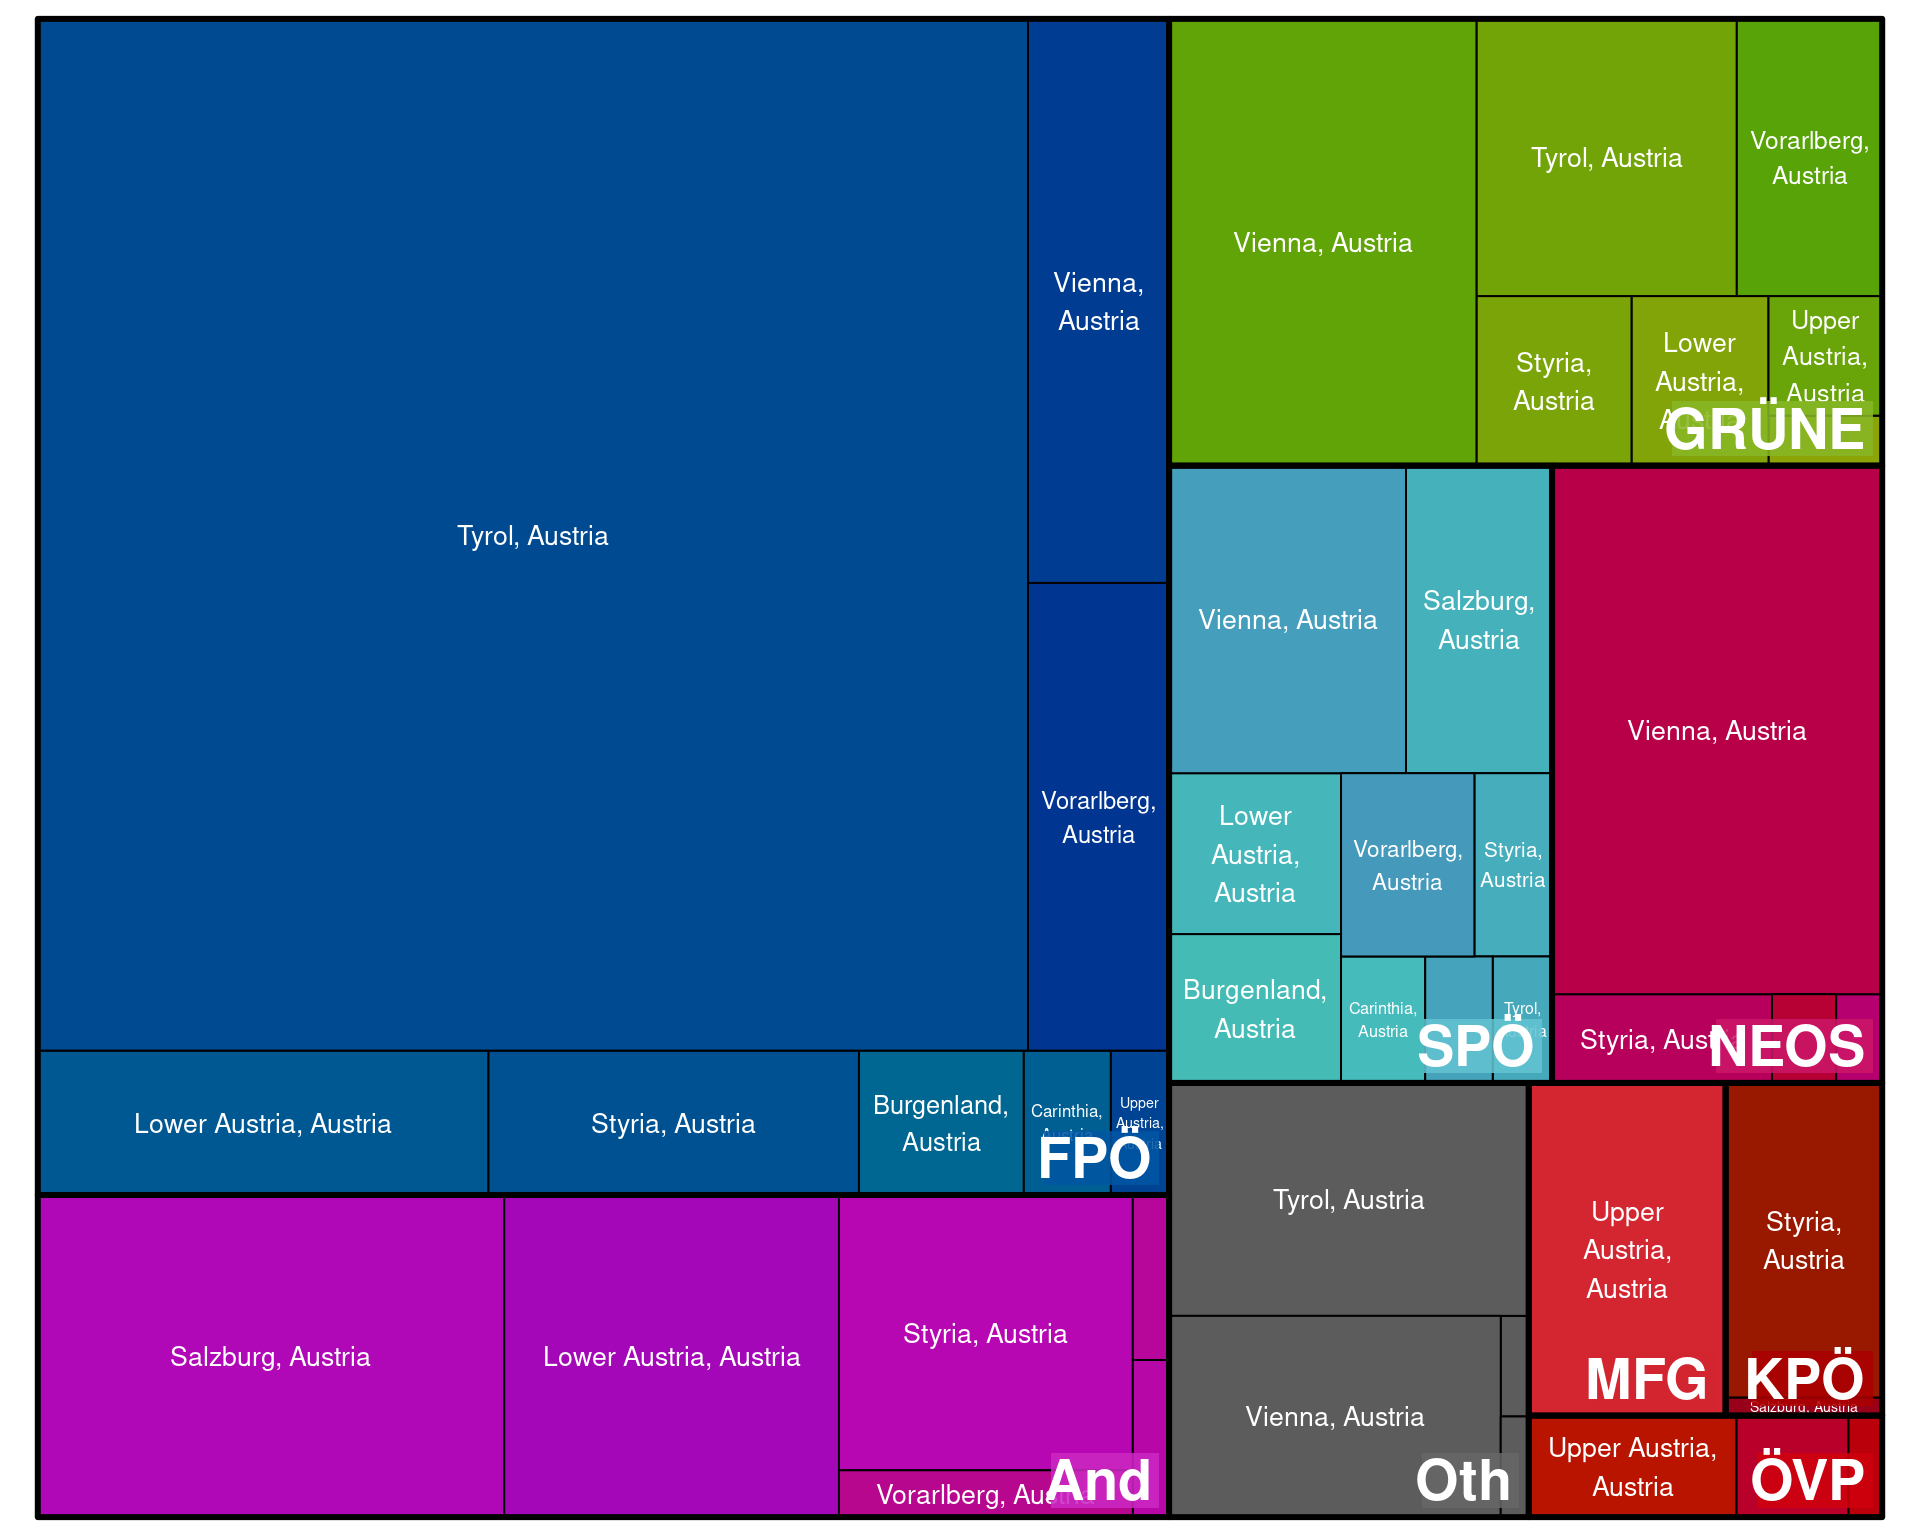 Tyrol, Austria
Vienna,
Austria
Vorarlberg,
Austria
Lower Austria, Austria
Styria, Austria
Burgenland,
Austria
Carinthia,
Austria
Upper
Austria,
FPÖ
Salzburg, Austria
Lower Austria, Austria
Styria, Austria
Vorarlberg, Austria
And
Vienna, Austria
Tyrol, Austria
Vorarlberg,
Austria
Styria,
Austria
Lower
Austria,
Upper
Austria,
Austria
GRÜNE
Vienna, Austria
Salzburg,
Austria
Lower
Austria,
Austria
Vorarlberg,
Austria
Styria,
Austria
Burgenland,
Austria
Carinthia,
Austria
Tyrol,
SPÖ
Vienna, Austria
Styria, Austria
NEOS
Tyrol, Austria
Vienna, Austria
Oth
Upper
Austria,
Austria
MFG
Styria,
Austria
KPÖ
Salzburg, Austria
Upper Austria,
Austria
ÖVP